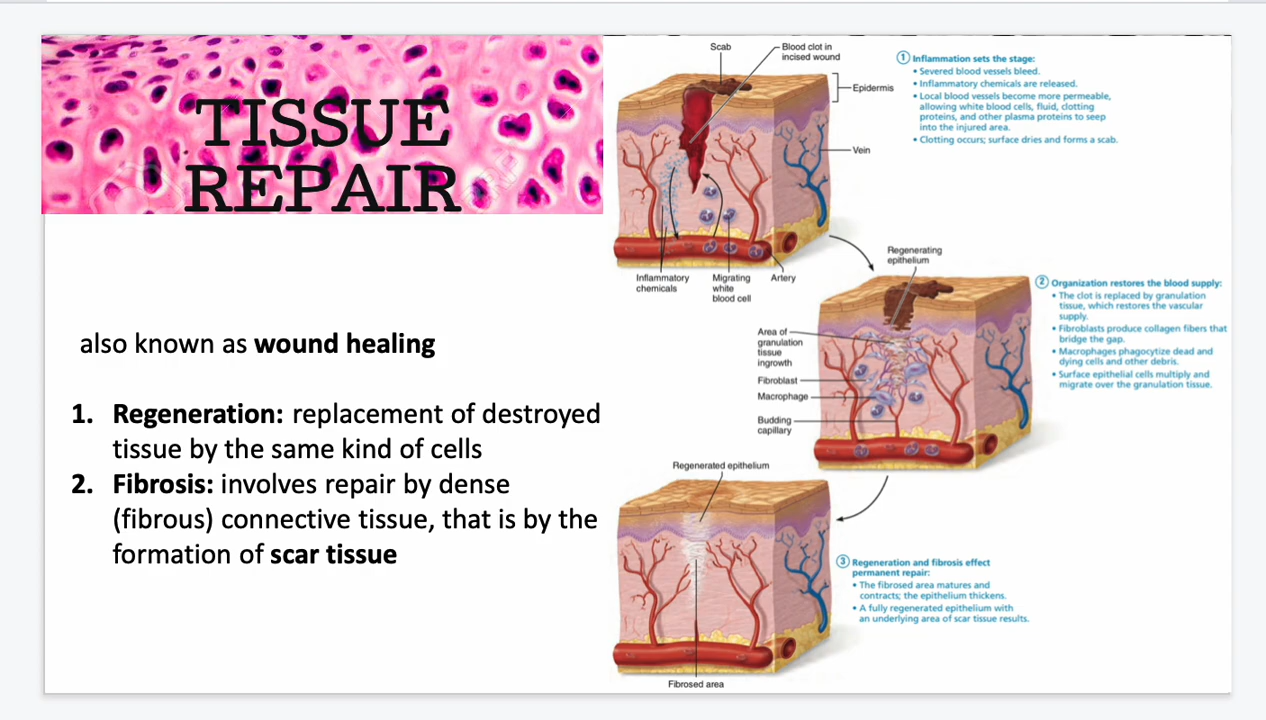 TISSUE
REPAIR
also known as wound healing
1. Regeneration: replacement of destroyed
tissue by the same kind of cells
2. Fibrosis: involves repair by dense
(fibrous) connective tissue, that is by the
formation of scar tissue
Scab
Blood clot in
incised wound
Epidermis
Vein
Inflammatory
chemicals
Migrating
white
blood cell
Artery
1 Inflammation sets the stage:
• Severed blood vessels bleed.
• Inflammatory chemicals are released.
• Local blood vessels become more permeable,
allowing white blood cells, fluid, clotting
proteins, and other plasma proteins to seep
into the injured area.
• Clotting occurs; surface dries and forms a scab.
Regenerating
epithelium
Area of
granulation
tissue
ingrowth
Fibroblast
Macrophage
Budding
capillary
2 Organization restores the blood supply:
• The clot is replaced by granulation
tissue, which restores the vascular
supply.
• Fibroblasts produce collagen fibers that
bridge the gap.
• Macrophages phagocytize dead and
dying cells and other debris.
• Surface epithelial cells multiply and
migrate over the granulation tissue.
Regenerated epithelium
Fibrosed area
3 Regeneration and fibrosis effect
permanent repair:
• The fibrosed area matures and
contracts; the epithelium thickens.
• A fully regenerated epithelium with
an underlying area of scar tissue results.